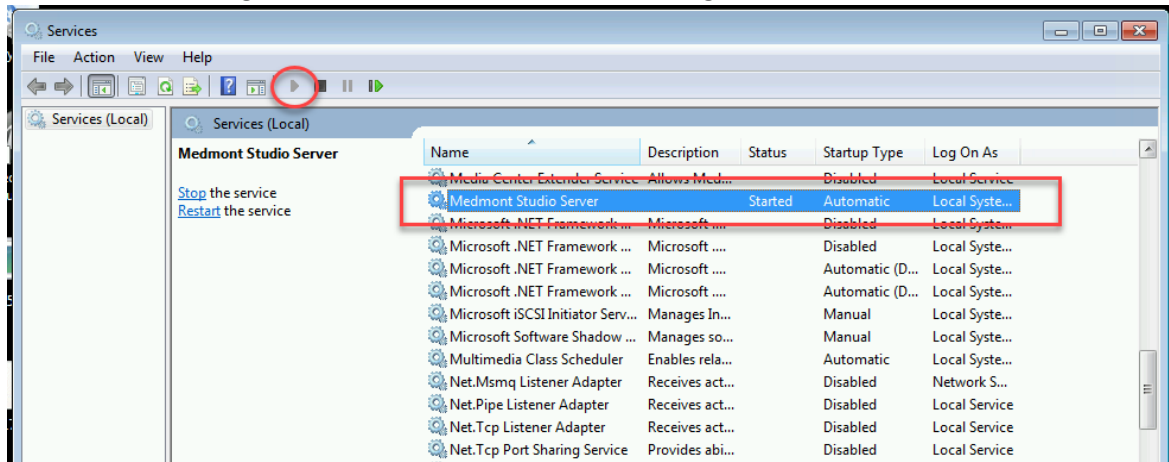 Services
File Action View Help
Services (Local)
Services (Local)
Medmont Studio Server
Stop the service
Restart the service
Name Description Status Startup Type Log On As
Media Center Extender Service Allows Med... Disabled Local Service
Medmont Studio Server Started Automatic Local Syste...
Microsoft .NET Framework ... Microsoft .... Disabled Local Syste...
Microsoft .NET Framework ... Microsoft .... Disabled Local Syste...
Microsoft .NET Framework ... Microsoft .... Automatic (D... Local Syste...
Microsoft .NET Framework ... Microsoft .... Automatic (D... Local Syste...
Microsoft iSCSI Initiator Serv... Manages In... Manual Local Syste...
Microsoft Software Shadow ... Manages so... Manual Local Syste...
Multimedia Class Scheduler Enables rela... Automatic Local Syste...
Net.Msmq Listener Adapter Receives act... Disabled Network S...
Net.Pipe Listener Adapter Receives act... Disabled Local Service
Net.Tcp Listener Adapter Receives act... Disabled Local Service
Net.Tcp Port Sharing Service Provides abi... Disabled Local Service